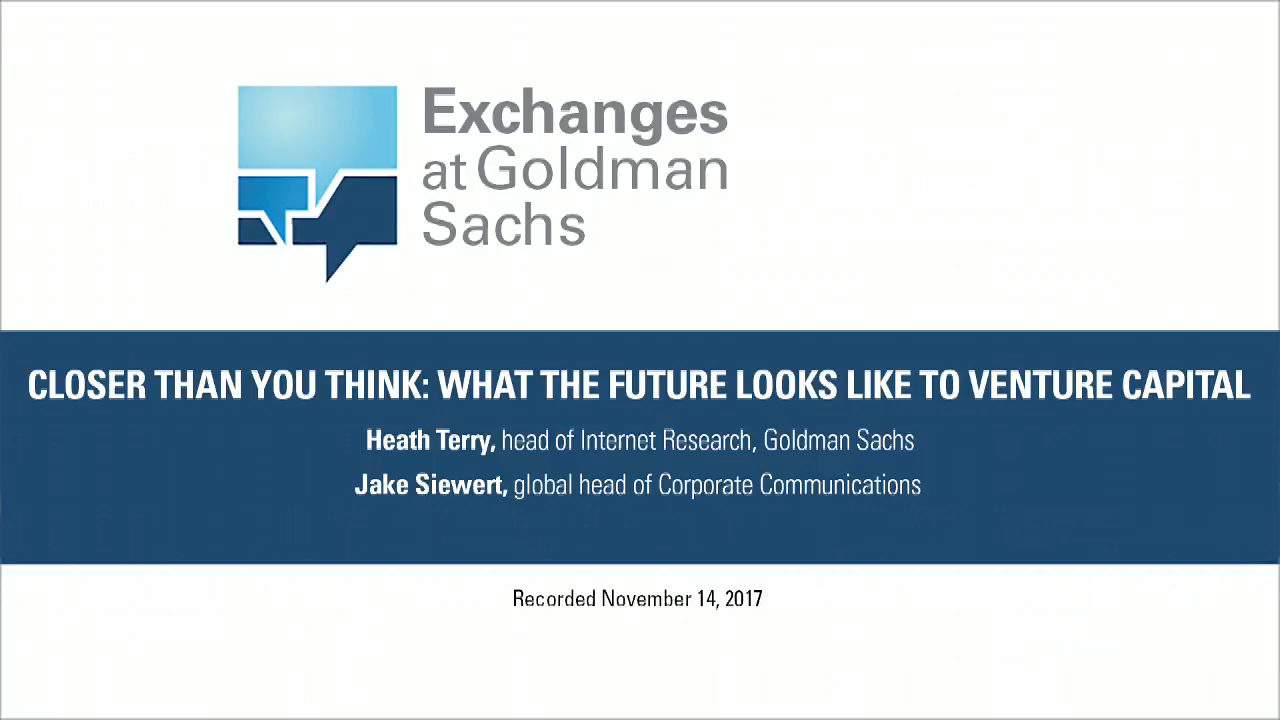 Exchanges
at Goldman
Sachs
CLOSER THAN YOU THINK: WHAT THE FUTURE LOOKS LIKE TO VENTURE CAPITAL
Heath Terry, head of Internet Research, Goldman Sachs
Jake Siewert, global head of Corporate Communications
Recorded November 14, 2017